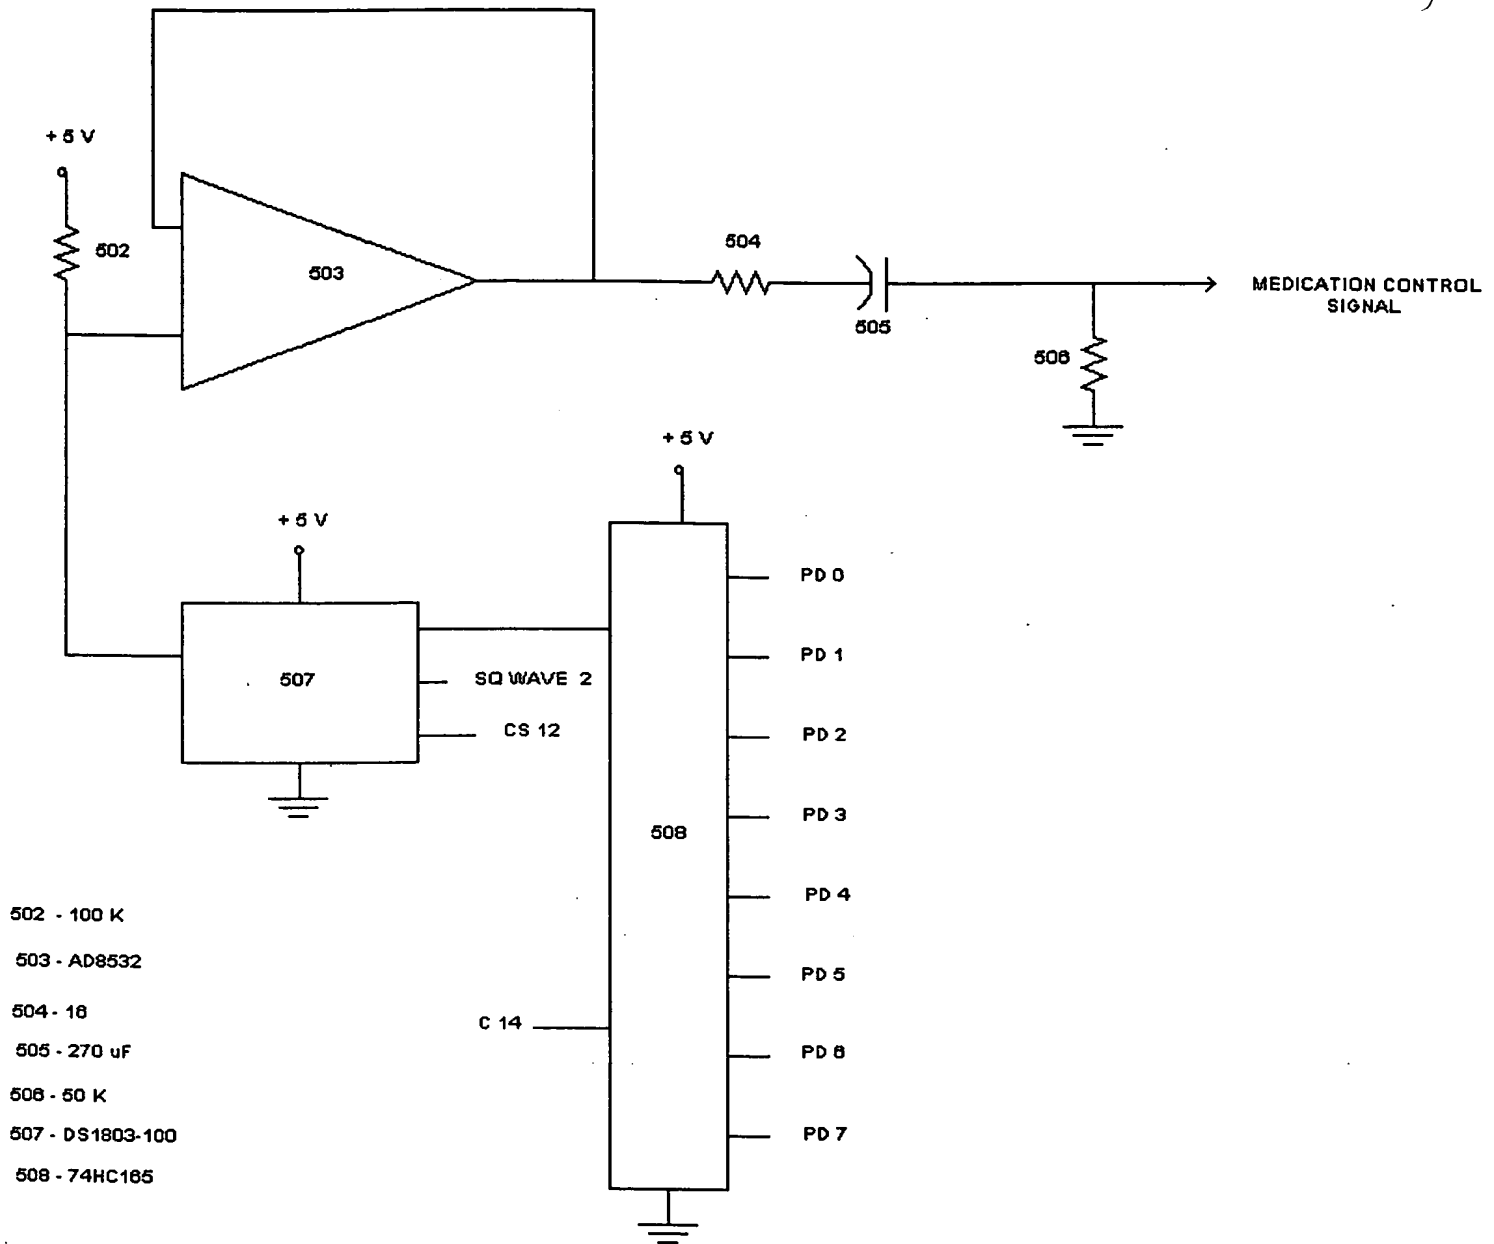 + 5 V
502
503
504
505
MEDICATION CONTROL
SIGNAL
506
+ 5 V
+ 5 V
507
SQ WAVE 2
CS 12
508
C 14
PD 0
PD 1
PD 2
PD 3
PD 4
PD 5
PD 6
PD 7
502 - 100 K
503 - AD8532
504 - 16
505 - 270 uF
506 - 50 K
507 - DS1803-100
508 - 74HC165